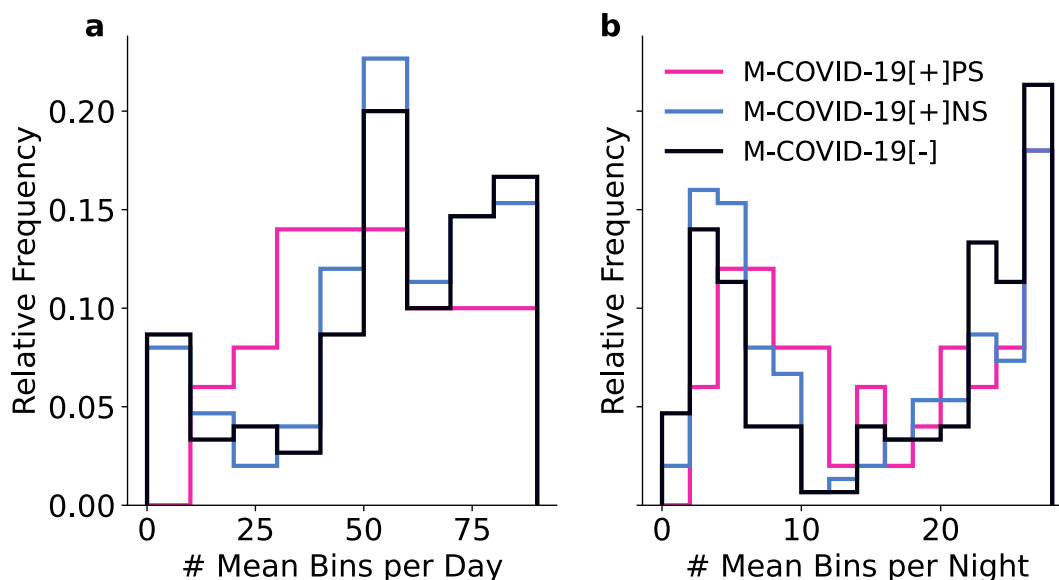 a
Relative Frequency
0.20
0.15
0.10
0.05
0.00
0 25 50 75
# Mean Bins per Day
b
Relative Frequency
M-COVID-19[+]PS
M-COVID-19[+]NS
M-COVID-19[-]
0 10 20
# Mean Bins per Night